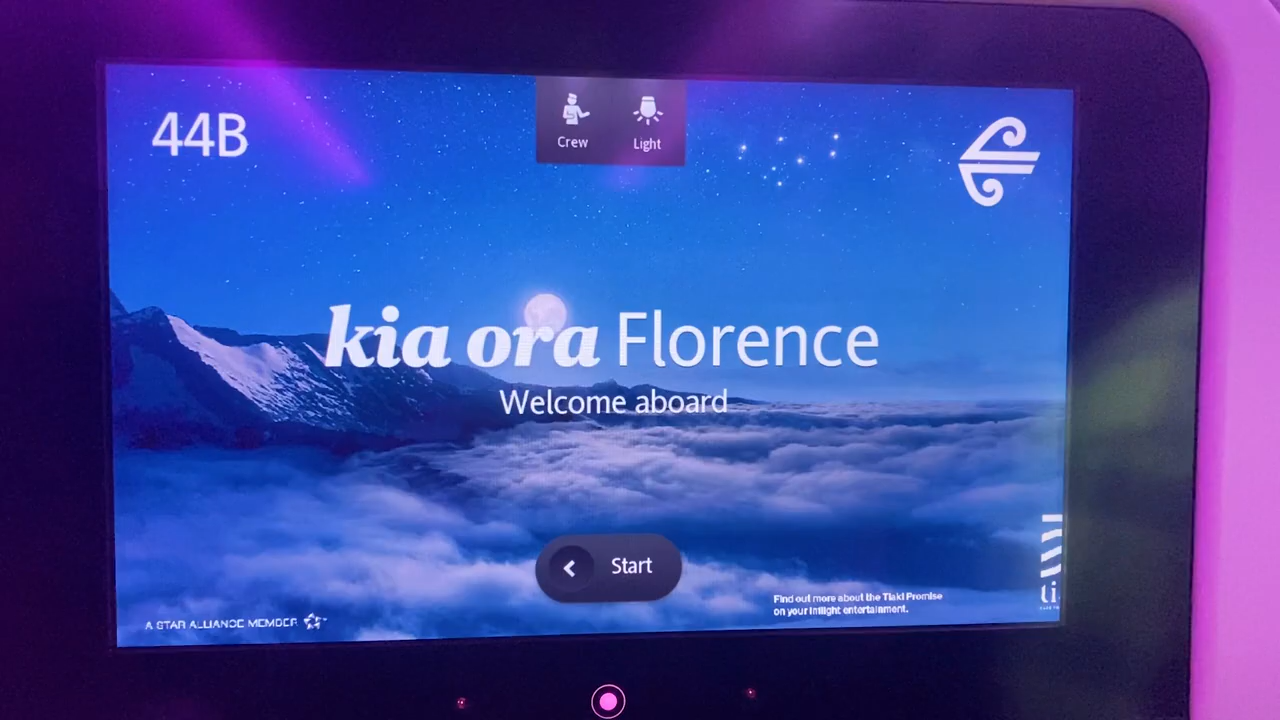 44B
Crew
Light
kia ora Florence
Welcome aboard
Start
Find out more about the Tiaki Promise
on your inflight entertainment.
A STAR ALLIANCE MEMBER